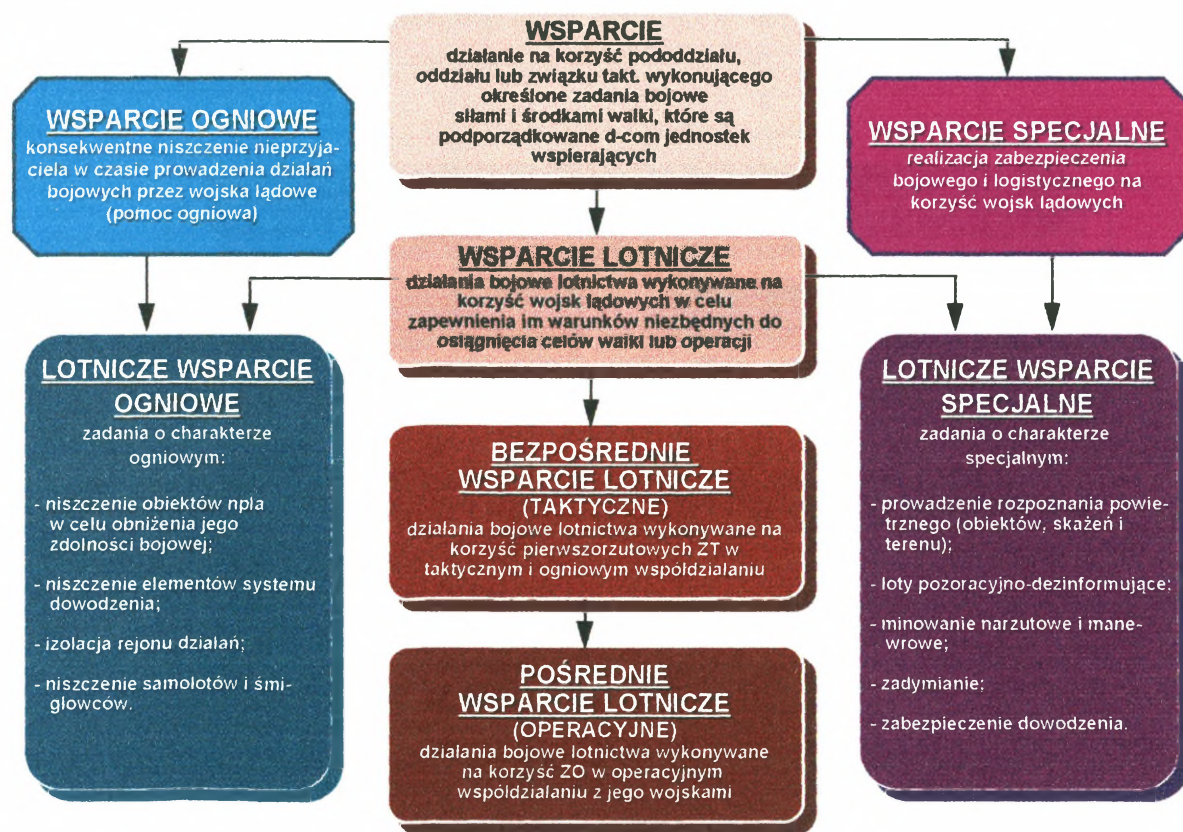 WSPARCIE
działanie na korzyść pododdziału,
oddziału lub związku takt. wykonującego
określone zadania bojowe
siłami i środkami walki, które są
podporządkowane d-com jednostek
wspierających
WSPARCIE OGNIOWE
konsekwentne niszczenie nieprzyja-
ciela w czasie prowadzenia działań
bojowych przez wojska lądowe
(pomoc ogniowa)
WSPARCIE SPECJALNE
realizacja zabezpieczenia
bojowego i logistycznego na
korzyść wojsk lądowych
WSPARCIE LOTNICZE
działania bojowe lotnictwa wykonywane na
korzyść wojsk lądowych w celu
zapewnienia im warunków niezbędnych do
osiągnięcia celów walki lub operacji
LOTNICZE WSPARCIE
OGNIOWE
zadania o charakterze
ogniowym:
- niszczenie obiektów npla
w celu obniżenia jego
zdolności bojowej;
- niszczenie elementów systemu
dowodzenia;
- izolacja rejonu działań;
- niszczenie samolotów i śmi-
głowców.
BEZPOŚREDNIE
WSPARCIE LOTNICZE
(TAKTYCZNE)
działania bojowe lotnictwa wykonywane na
korzyść pierwszorzutowych ZT w
taktycznym i ogniowym współdziałaniu
POŚREDNIE
WSPARCIE LOTNICZE
(OPERACYJNE)
działania bojowe lotnictwa wykonywane
na korzyść ZO w operacyjnym
współdziałaniu z jego wojskami
LOTNICZE WSPARCIE
SPECJALNE
zadania o charakterze
specjalnym:
- prowadzenie rozpoznania powie-
trznego (obiektów, skażeń i
terenu);
- loty pozoracyjno-dezinformujące;
- minowanie narzutowe i mane-
wrowe;
- zadymianie;
- zabezpieczenie dowodzenia.